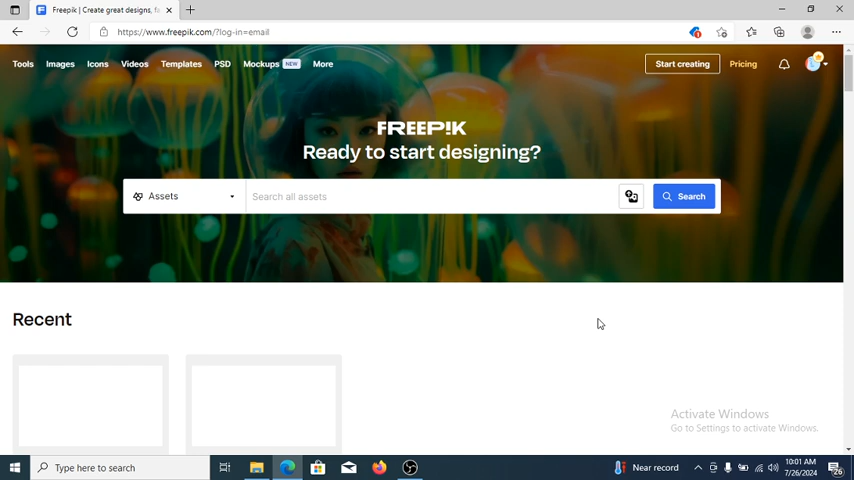 Freepik | Create great designs, fa
https://www.freepik.com/?log-in=email
Tools Images Icons Videos Templates PSD Mockups NEW More Start creating Pricing
FREEP!K
Ready to start designing?
Assets Search all assets Search
Recent
Activate Windows
Go to Settings to activate Windows.
Type here to search Near record 10:01 AM
7/26/2024 26